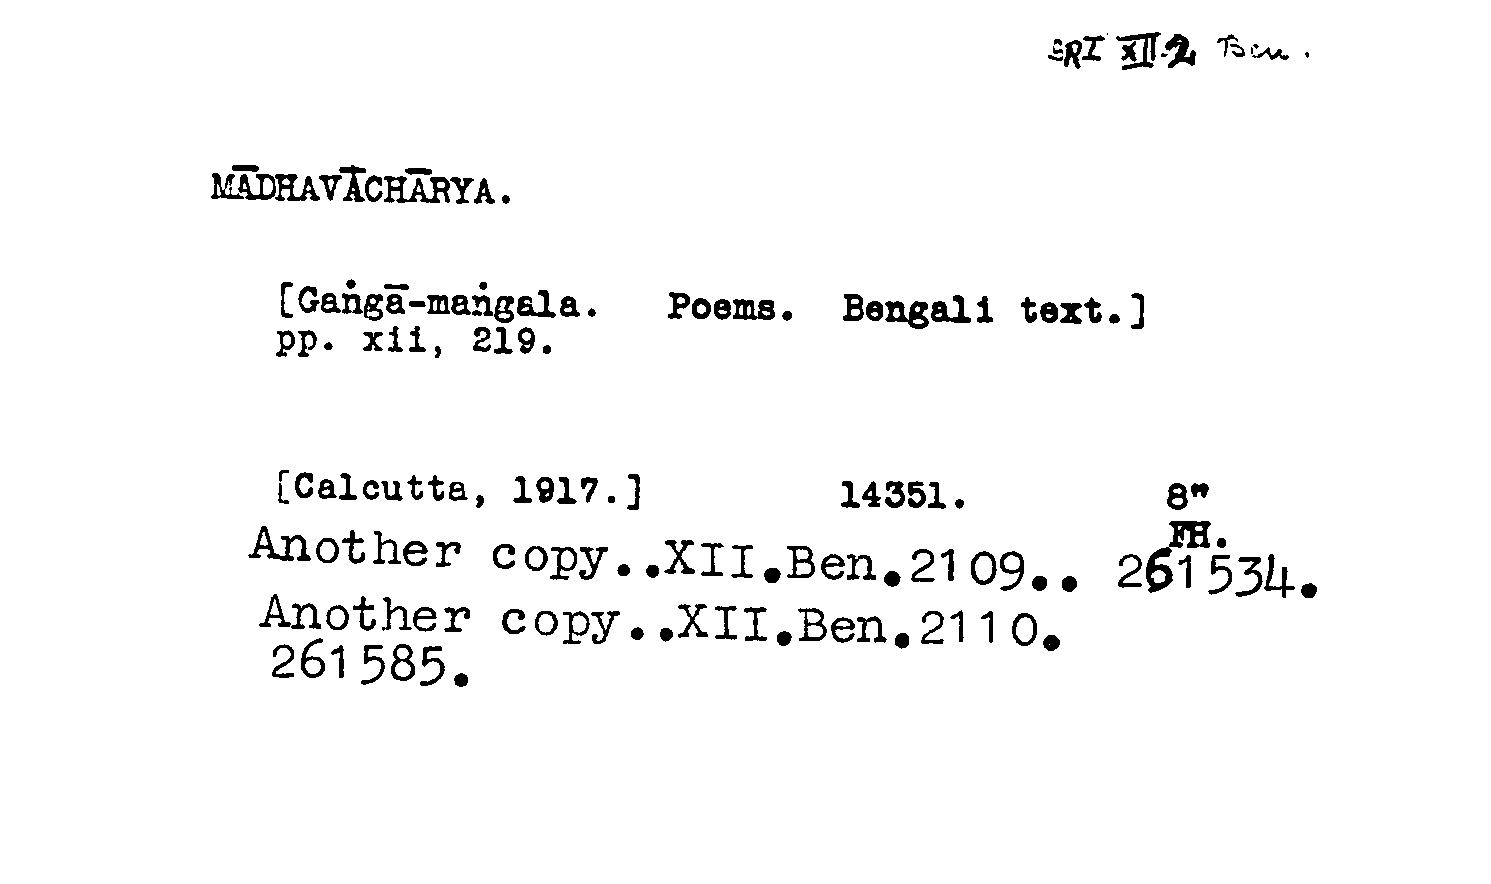 SRI XII.2 Ben.
MĀDHAVĀCHĀRYA.
[Gaṅgā-maṅgala. Poems. Bengali text.]
pp. xii, 219.
[Calcutta, 1917.] 14351. 8"
FH.
Another copy..XII.Ben.2109.. 261534.
Another copy..XII.Ben.2110.
261585.